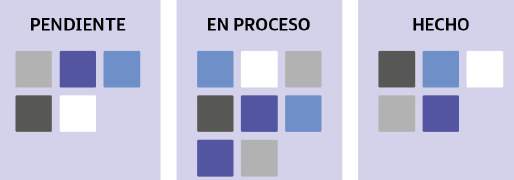 PENDIENTE
EN PROCESO
HECHO